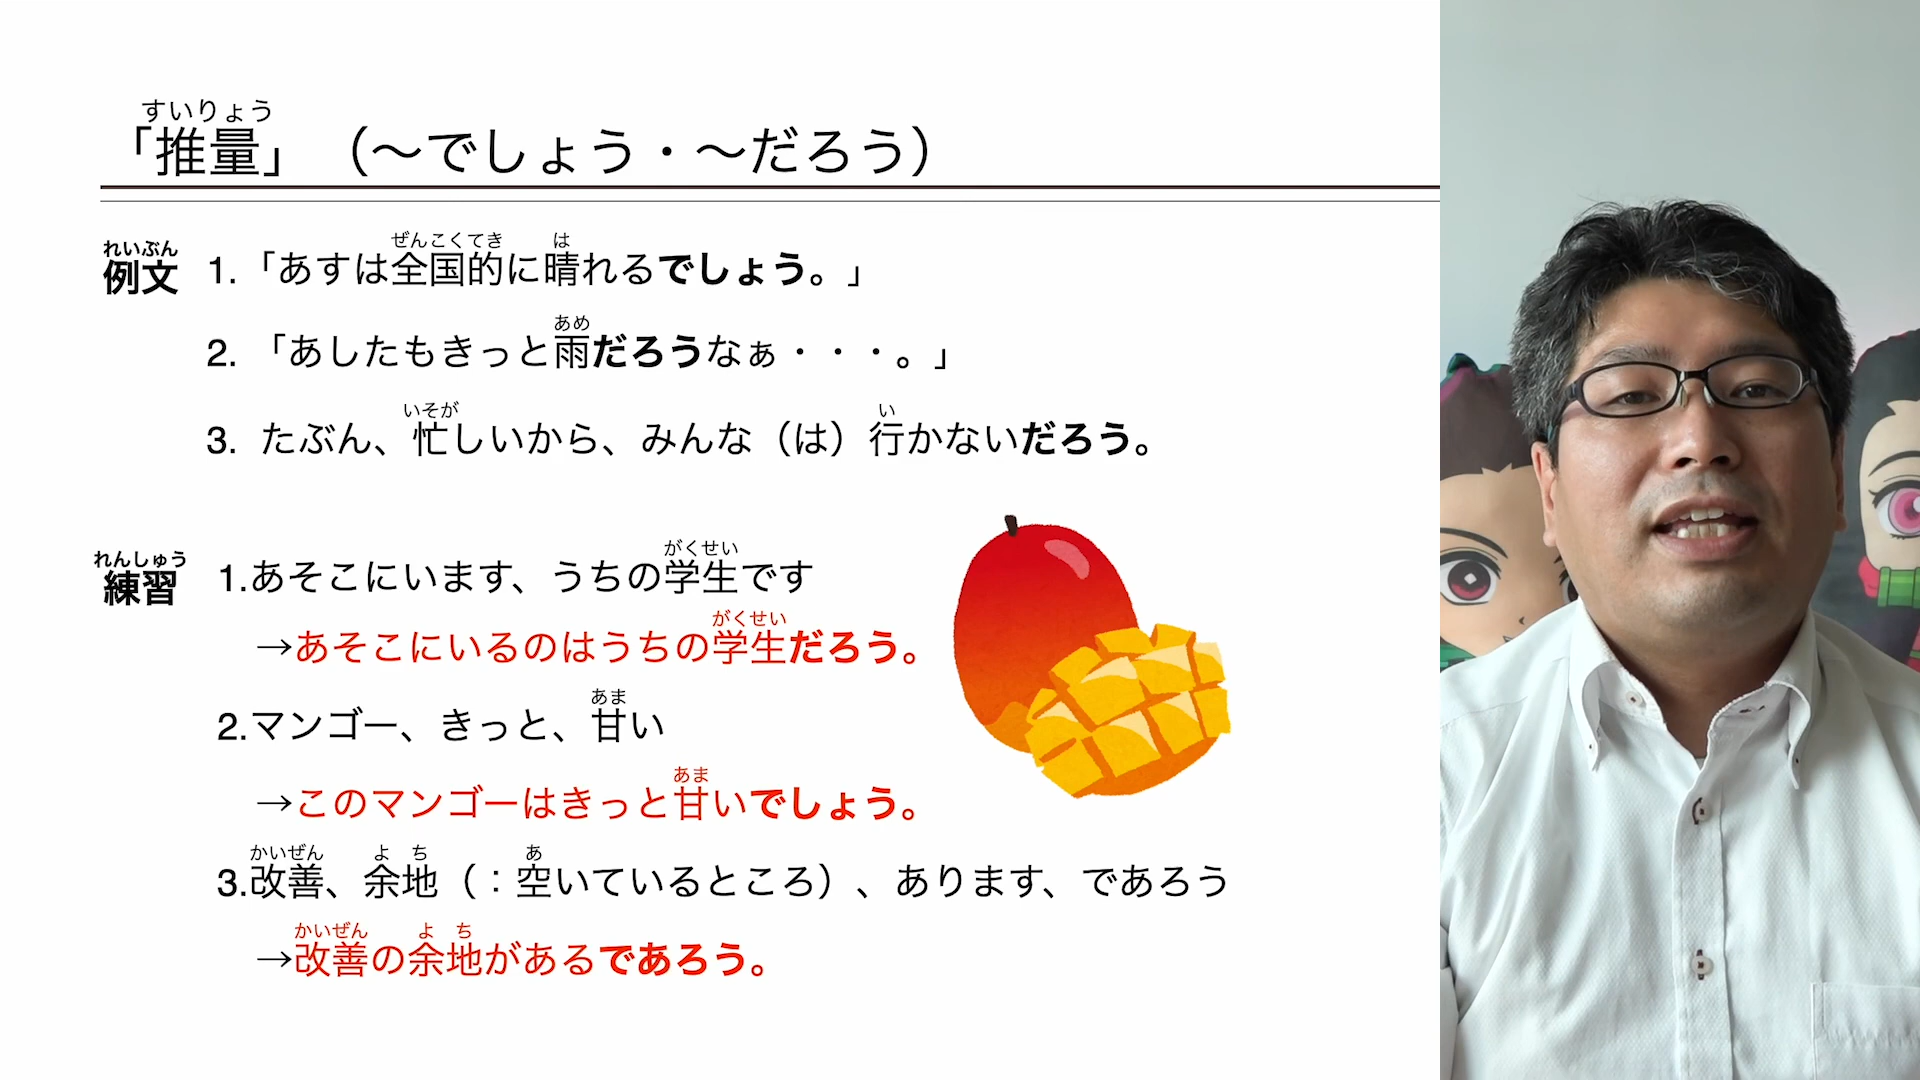 すいりょう
「推量」（～でしょう・～だろう）
れいぶん ぜんこくてき は
例文 1.「あすは全国的に晴れるでしょう。」
あめ
2. 「あしたもきっと雨だろうなぁ・・・。」
いそが い
3. たぶん、忙しいから、みんな（は）行かないだろう。
れんしゅう がくせい
練習 1.あそこにいます、うちの学生です
がくせい
→あそこにいるのはうちの学生だろう。
あま
2.マンゴー、きっと、甘い
あま
→このマンゴーはきっと甘いでしょう。
かいぜん よ ち あ
3.改善、余地（：空いているところ）、あります、であろう
かいぜん よ ち
→改善の余地があるであろう。